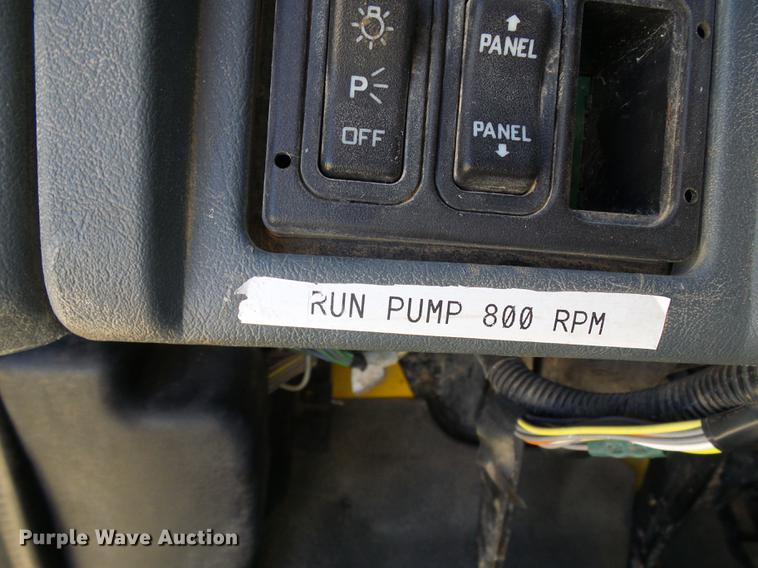 P
OFF
PANEL
PANEL
RUN PUMP 800 RPM
Purple Wave Auction